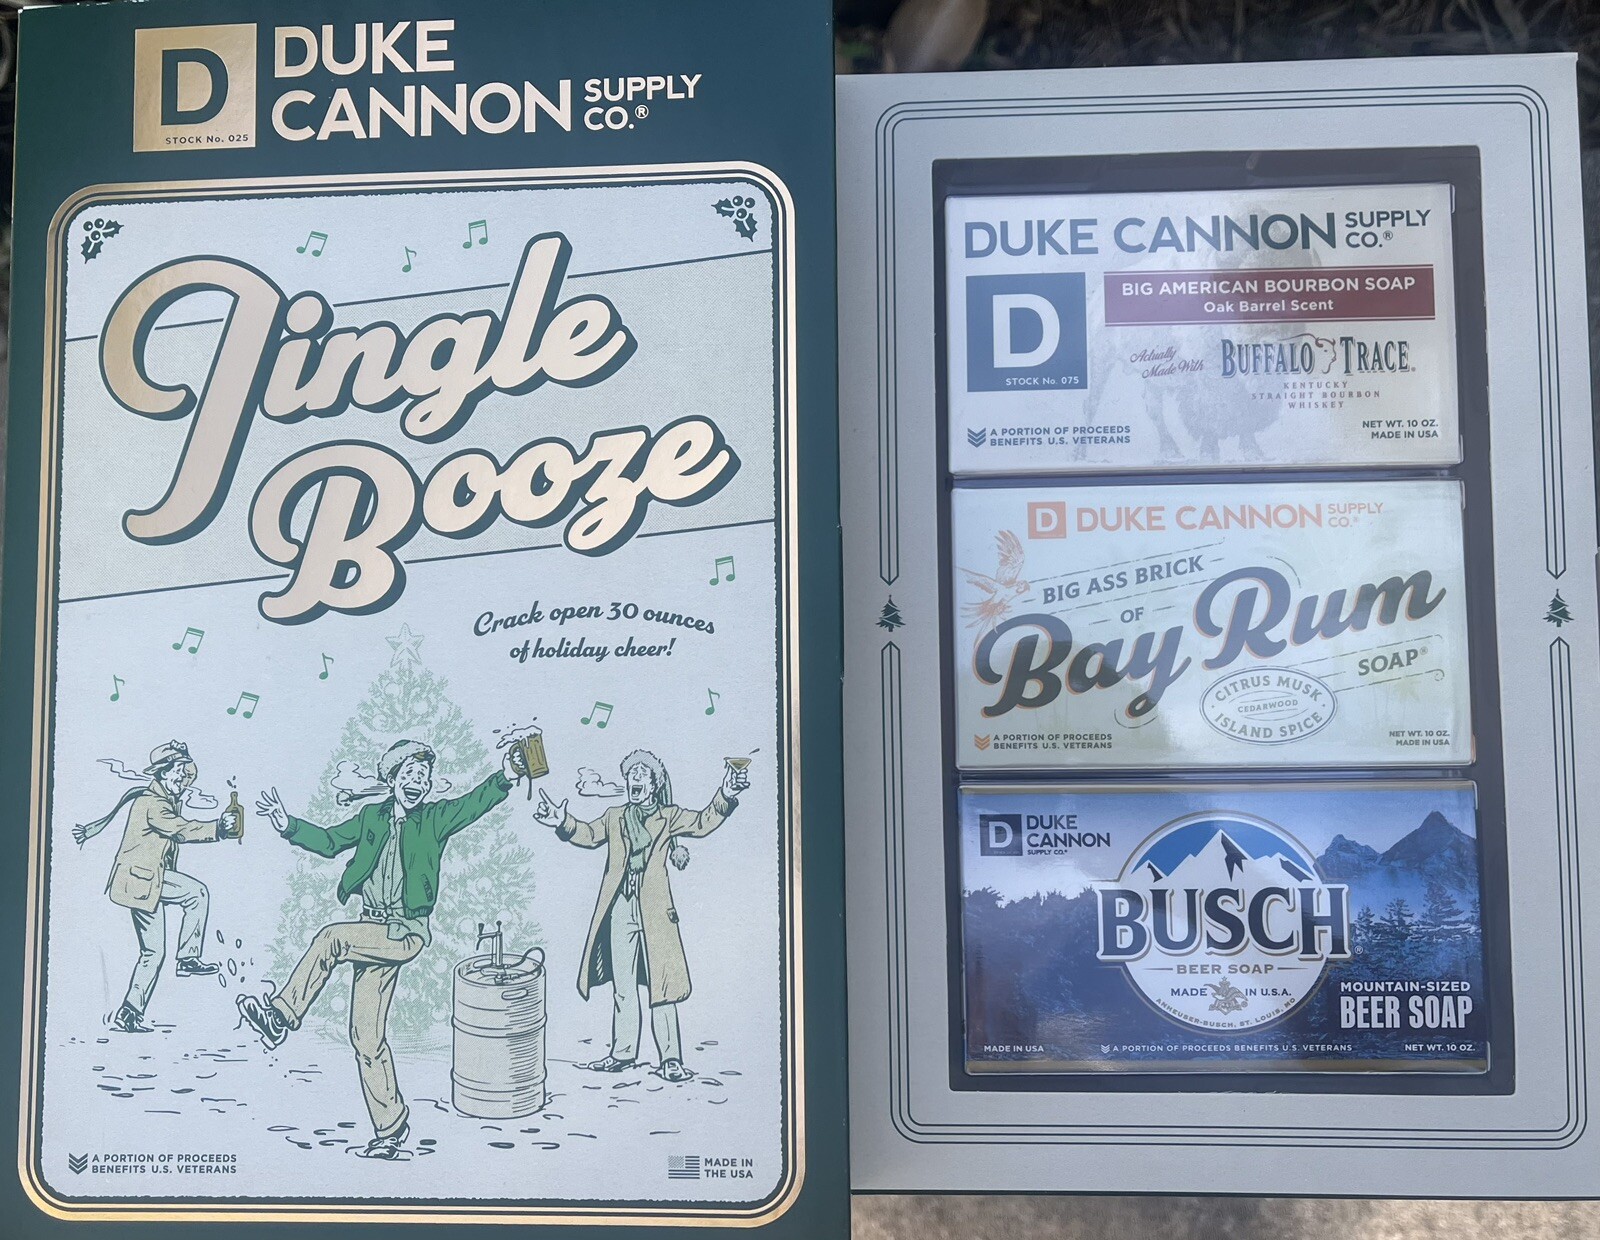 D
STOCK No. 025
DUKE
CANNON SUPPLY
CO.®
Jingle
Booze
Crack open 30 ounces
of holiday cheer!
A PORTION OF PROCEEDS
BENEFITS U.S. VETERANS
MADE IN
THE USA
DUKE CANNON SUPPLY
CO.®
D
STOCK No. 075
BIG AMERICAN BOURBON SOAP
Oak Barrel Scent
Actually
Made With
BUFFALO TRACE®
KENTUCKY
STRAIGHT BOURBON
WHISKEY
A PORTION OF PROCEEDS
BENEFITS U.S. VETERANS
NET WT. 10 OZ.
MADE IN USA
D DUKE CANNON SUPPLY
CO.®
BIG ASS BRICK
OF
Bay Rum
SOAP®
CITRUS MUSK
CEDARWOOD
ISLAND SPICE
A PORTION OF PROCEEDS
BENEFITS U.S. VETERANS
NET WT. 10 OZ.
MADE IN USA
D DUKE
CANNON
SUPPLY CO.®
BUSCH®
BEER SOAP
MADE IN U.S.A.
ANHEUSER-BUSCH, ST. LOUIS, MO
MOUNTAIN-SIZED
BEER SOAP
MADE IN USA
A PORTION OF PROCEEDS BENEFITS U.S. VETERANS
NET WT. 10 OZ.